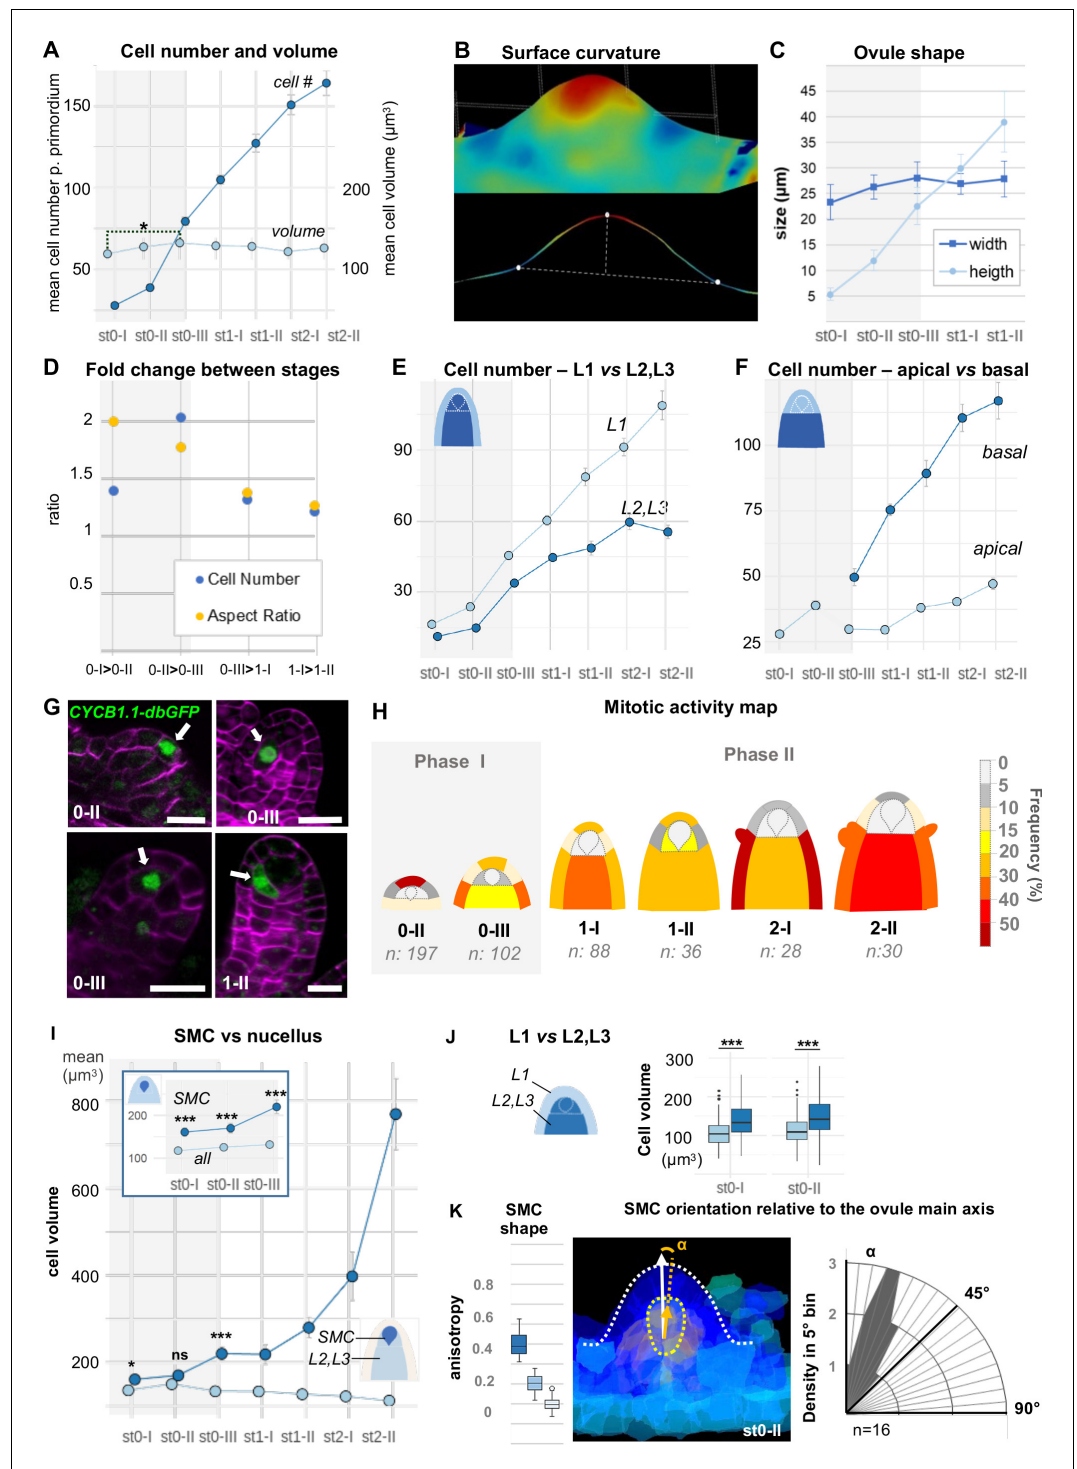 A
Cell number and volume
mean cell number p. primordium
150
100
50
cell #
*
volume
200
100
mean cell volume (µm³)
st0-I st0-II st0-III st1-I st1-II st2-I st2-II
B
Surface curvature
C
Ovule shape
size (µm)
45
40
35
30
25
20
15
10
5
width
heigth
st0-I st0-II st0-III st1-I st1-II
D
Fold change between stages
ratio
2
1.5
1
0.5
Cell Number
Aspect Ratio
0-I>0-II 0-II>0-III 0-III>1-I 1-I>1-II
E
Cell number – L1 vs L2,L3
90
60
30
L1
L2,L3
st0-I st0-II st0-III st1-I st1-II st2-I st2-II
F
Cell number – apical vs basal
100
75
50
25
basal
apical
st0-I st0-II st0-III st1-I st1-II st2-I st2-II
G
CYCB1.1-dbGFP
0-II
0-III
0-III
1-II
H
Mitotic activity map
Phase I
Phase II
0-II 0-III 1-I 1-II 2-I 2-II
n: 197 n: 102 n: 88 n: 36 n: 28 n:30
0
5
10
15
20
30
40
50
Frequency (%)
I
SMC vs nucellus
mean
(µm³)
cell volume
800
600
400
200
200
100
SMC
***
***
***
all
st0-I st0-II st0-III
*
ns
***
SMC
L2,L3
st0-I st0-II st0-III st1-I st1-II st2-I st2-II
J
L1 vs L2,L3
L1
L2,L3
Cell volume
(µm³)
300
200
100
***
***
st0-I st0-II
K
SMC
shape
anisotropy
0.8
0.6
0.4
0.2
0
SMC orientation relative to the ovule main axis
α
st0-II
Density in 5° bin
3
2
1
α
45°
90°
n=16